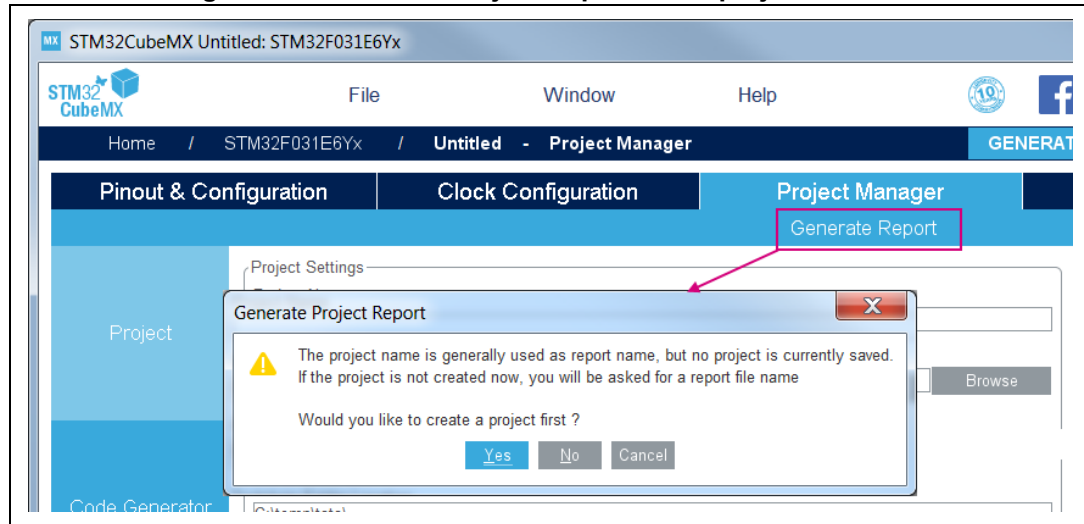 MX STM32CubeMX Untitled: STM32F031E6Yx
STM32
CubeMX
File Window Help
10
f
Home / STM32F031E6Yx / Untitled - Project Manager
Pinout & Configuration Clock Configuration Project Manager
Generate Report
Project Settings
Generate Project Report
X
Project
The project name is generally used as report name, but no project is currently saved.
If the project is not created now, you will be asked for a report file name
Browse
Would you like to create a project first ?
Yes No Cancel
Code Generator